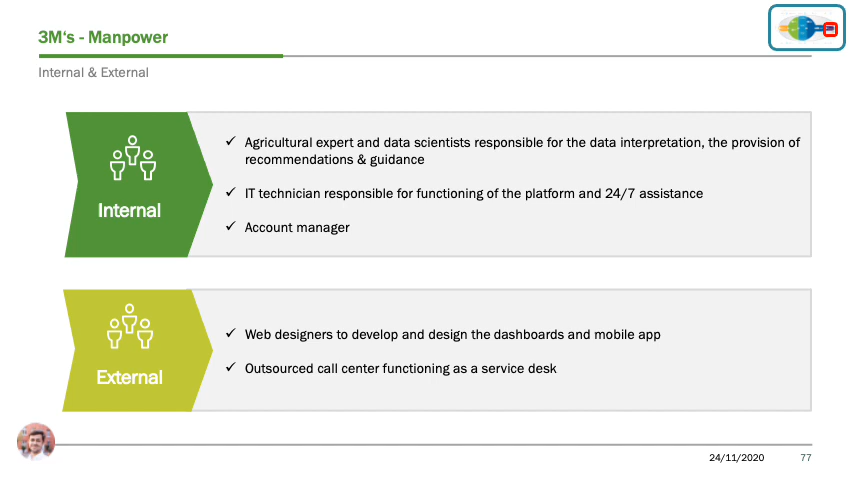 3M‘s - Manpower
Internal & External
Internal
✓ Agricultural expert and data scientists responsible for the data interpretation, the provision of
recommendations & guidance
✓ IT technician responsible for functioning of the platform and 24/7 assistance
✓ Account manager
External
✓ Web designers to develop and design the dashboards and mobile app
✓ Outsourced call center functioning as a service desk
24/11/2020 77